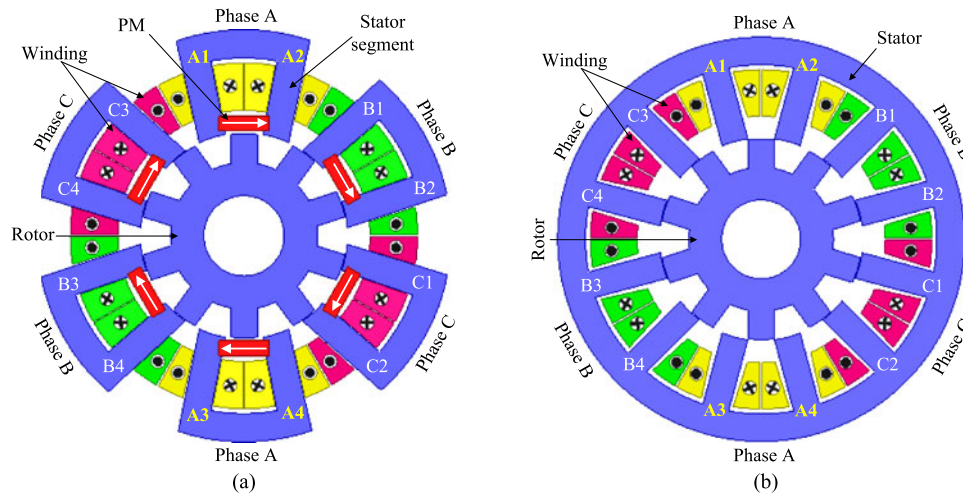 Phase A
PM
Winding
A1
A2
Stator
segment
C3
B1
Phase C
Phase B
C4
B2
Rotor
B3
C1
Phase B
B4
C2
Phase C
A3
A4
Phase A
(a)
Phase A
Winding
A1
A2
Stator
C3
B1
Phase C
Phase B
C4
B2
Rotor
B3
C1
Phase B
B4
C2
Phase C
A3
A4
Phase A
(b)